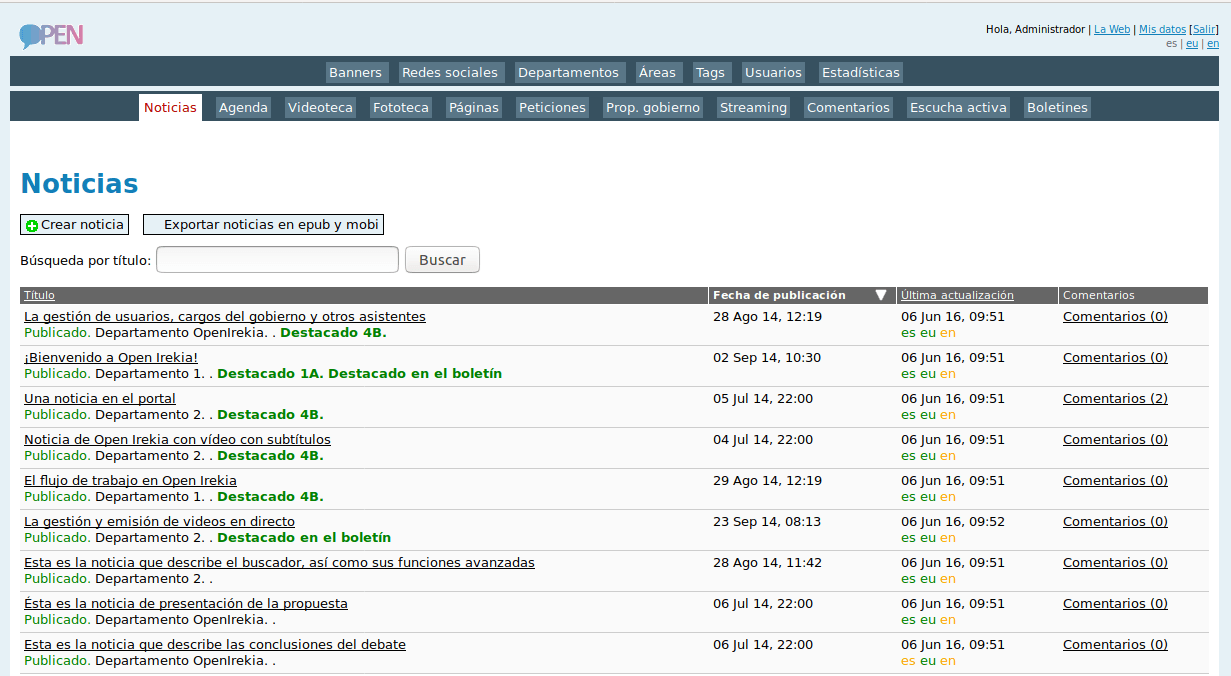 OPEN
Hola, Administrador | La Web | Mis datos [Salir]
es | eu | en
Banners Redes sociales Departamentos Áreas Tags Usuarios Estadísticas
Noticias Agenda Videoteca Fototeca Páginas Peticiones Prop. gobierno Streaming Comentarios Escucha activa Boletines
Noticias
Crear noticia Exportar noticias en epub y mobi
Búsqueda por título: Buscar
Título Fecha de publicación Última actualización Comentarios
La gestión de usuarios, cargos del gobierno y otros asistentes 28 Ago 14, 12:19 06 Jun 16, 09:51 Comentarios (0)
Publicado. Departamento OpenIrekia. . Destacado 4B. es eu en
¡Bienvenido a Open Irekia! 02 Sep 14, 10:30 06 Jun 16, 09:51 Comentarios (0)
Publicado. Departamento 1. . Destacado 1A. Destacado en el boletín es eu en
Una noticia en el portal 05 Jul 14, 22:00 06 Jun 16, 09:51 Comentarios (2)
Publicado. Departamento 2. . Destacado 4B. es eu en
Noticia de Open Irekia con vídeo con subtítulos 04 Jul 14, 22:00 06 Jun 16, 09:51 Comentarios (0)
Publicado. Departamento 2. . Destacado 4B. es eu en
El flujo de trabajo en Open Irekia 29 Ago 14, 12:19 06 Jun 16, 09:51 Comentarios (0)
Publicado. Departamento 1. . Destacado 4B. es eu en
La gestión y emisión de videos en directo 23 Sep 14, 08:13 06 Jun 16, 09:52 Comentarios (0)
Publicado. Departamento 2. . Destacado en el boletín es eu en
Esta es la noticia que describe el buscador, así como sus funciones avanzadas 28 Ago 14, 11:42 06 Jun 16, 09:51 Comentarios (0)
Publicado. Departamento 2. . es eu en
Ésta es la noticia de presentación de la propuesta 06 Jul 14, 22:00 06 Jun 16, 09:51 Comentarios (0)
Publicado. Departamento OpenIrekia. . es eu en
Esta es la noticia que describe las conclusiones del debate 06 Jul 14, 22:00 06 Jun 16, 09:51 Comentarios (0)
Publicado. Departamento OpenIrekia. . es eu en